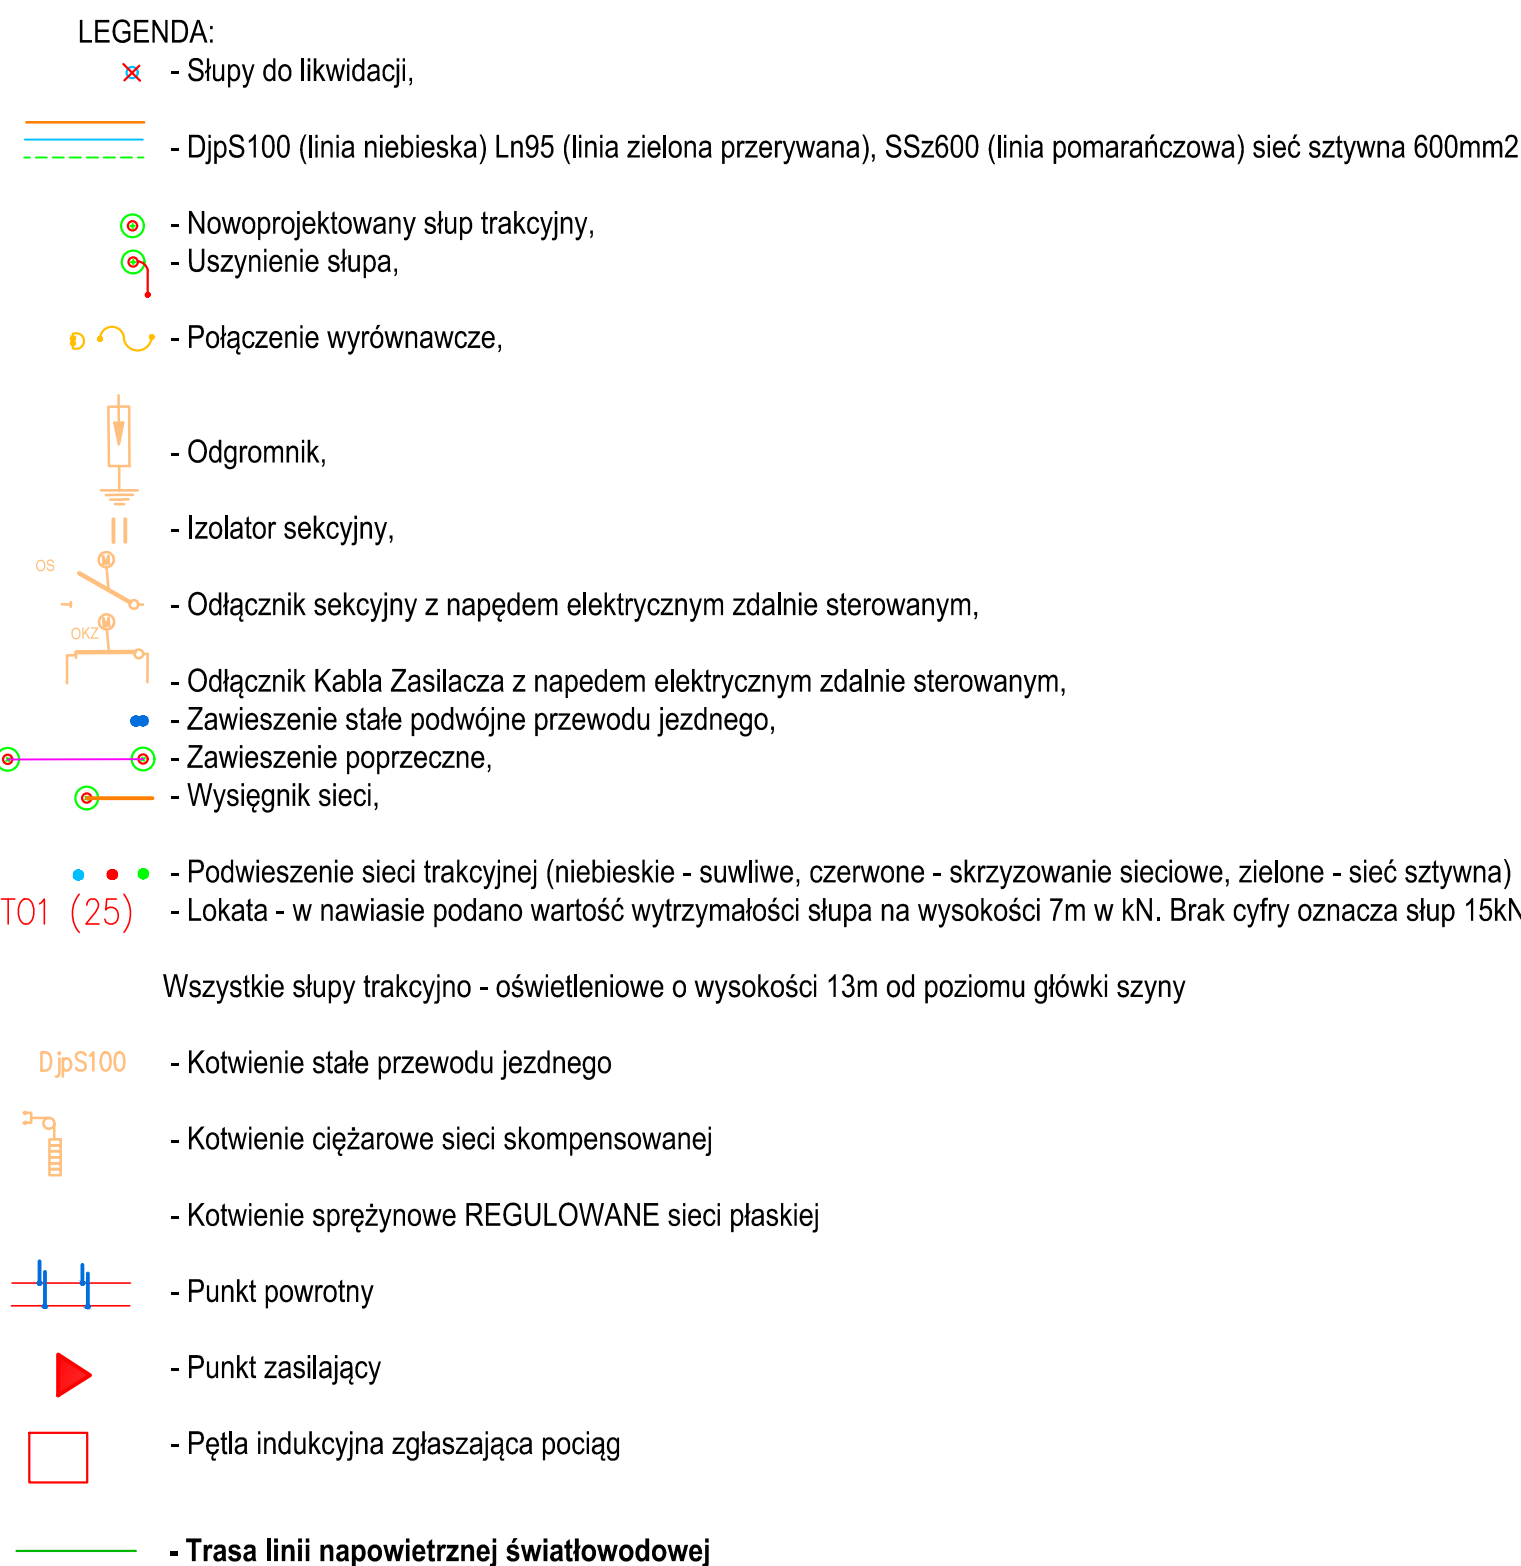 LEGENDA:
- Słupy do likwidacji,
- DjpS100 (linia niebieska) Ln95 (linia zielona przerywana), SSz600 (linia pomarańczowa) sieć sztywna 600mm2
- Nowoprojektowany słup trakcyjny,
- Uszynienie słupa,
- Połączenie wyrównawcze,
- Odgromnik,
- Izolator sekcyjny,
M
OS
- Odłącznik sekcyjny z napędem elektrycznym zdalnie sterowanym,
M
OKZ
- Odłącznik Kabla Zasilacza z napedem elektrycznym zdalnie sterowanym,
- Zawieszenie stałe podwójne przewodu jezdnego,
- Zawieszenie poprzeczne,
- Wysięgnik sieci,
- Podwieszenie sieci trakcyjnej (niebieskie - suwliwe, czerwone - skrzyzowanie sieciowe, zielone - sieć sztywna)
T01 (25) - Lokata - w nawiasie podano wartość wytrzymałości słupa na wysokości 7m w kN. Brak cyfry oznacza słup 15kN
Wszystkie słupy trakcyjno - oświetleniowe o wysokości 13m od poziomu główki szyny
DjpS100 - Kotwienie stałe przewodu jezdnego
- Kotwienie ciężarowe sieci skompensowanej
- Kotwienie sprężynowe REGULOWANE sieci płaskiej
- Punkt powrotny
- Punkt zasilający
- Pętla indukcyjna zgłaszająca pociąg
- Trasa linii napowietrznej światłowodowej